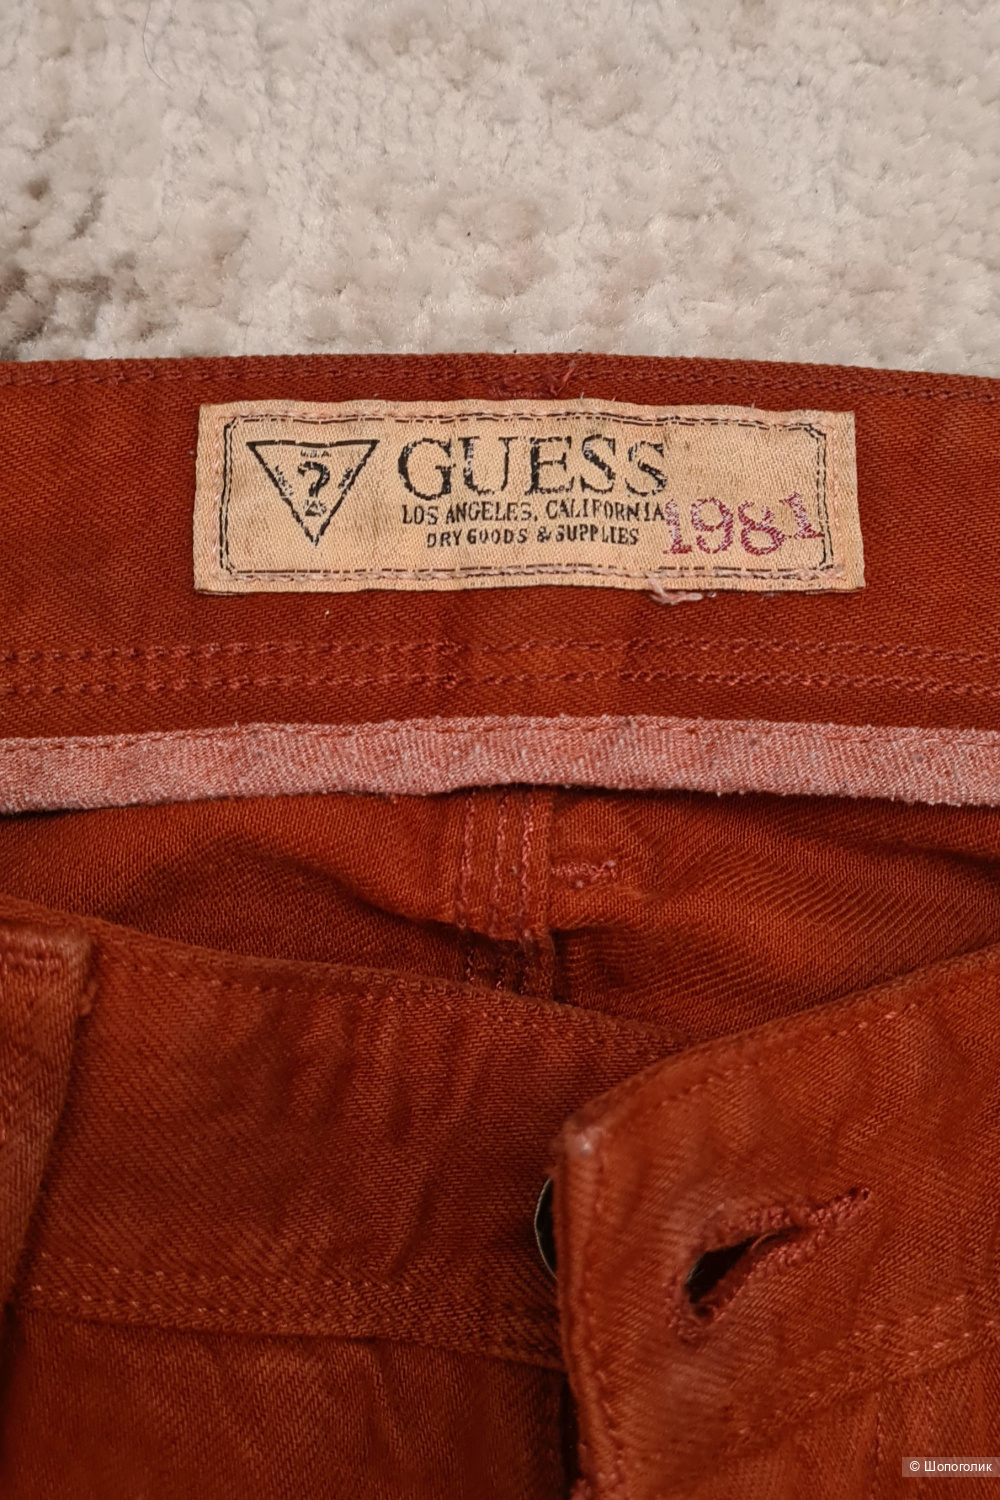 U.S.A.
?
GUESS
LOS ANGELES, CALIFORNIA
DRY GOODS & SUPPLIES
1981
© Шопоголик